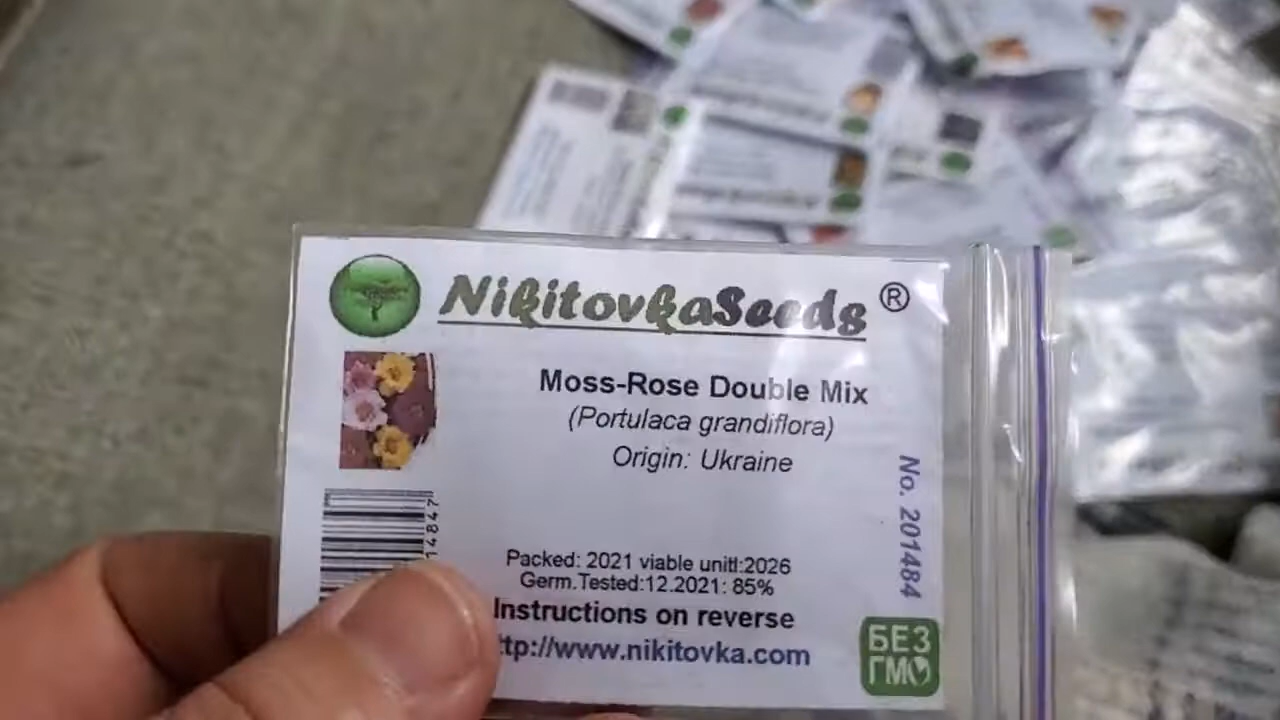 NikitovkaSeeds ®
Moss-Rose Double Mix
(Portulaca grandiflora)
Origin: Ukraine
No. 201484
14847
Packed: 2021 viable unitl:2026
Germ.Tested:12.2021: 85%
Instructions on reverse
ttp://www.nikitovka.com
БЕЗ
ГМО